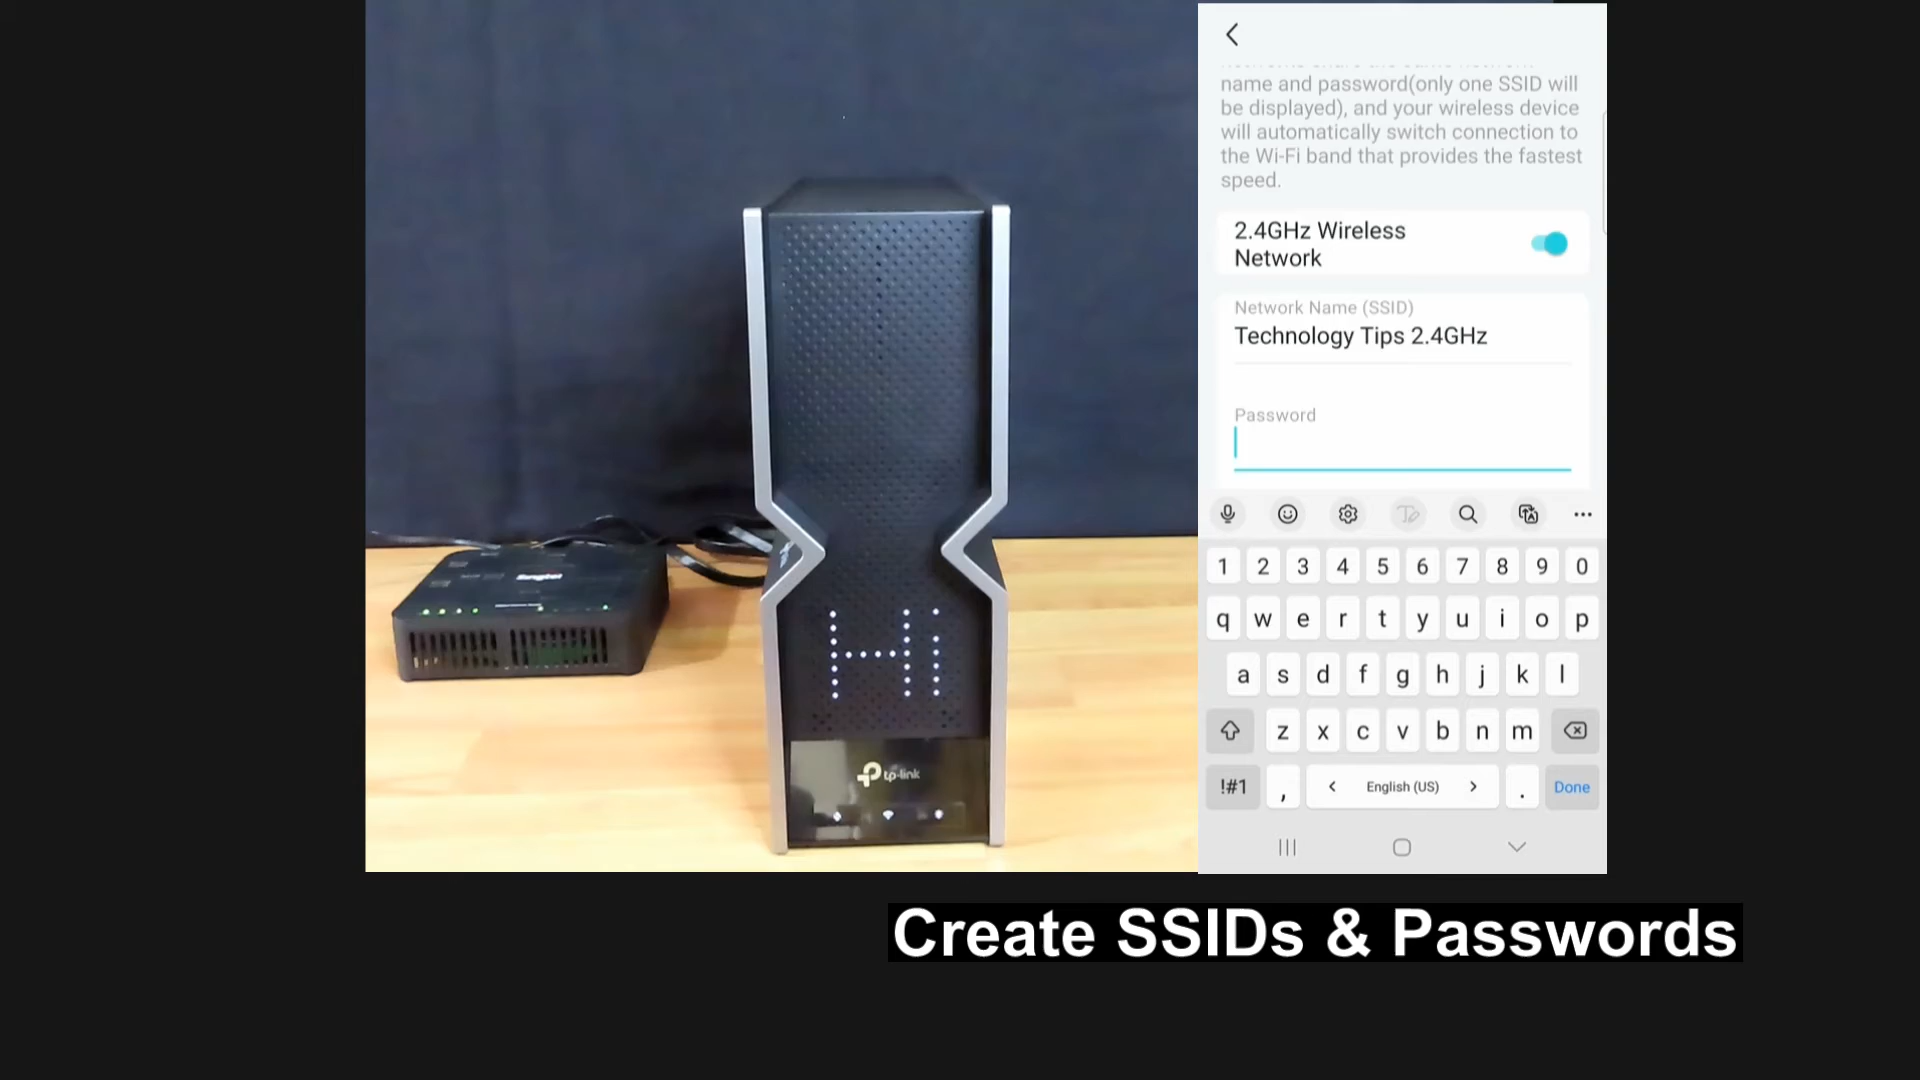 name and password(only one SSID will
be displayed), and your wireless device
will automatically switch connection to
the Wi-Fi band that provides the fastest
speed.
2.4GHz Wireless
Network
Network Name (SSID)
Technology Tips 2.4GHz
Password
1 2 3 4 5 6 7 8 9 0
q w e r t y u i o p
a s d f g h j k l
z x c v b n m
!#1 , < English (US) > . Done
Singtel
Hi
tp-link
Create SSIDs & Passwords